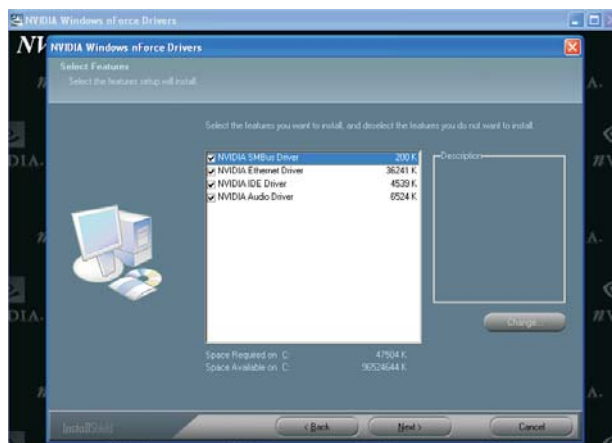 NVIDIA Windows nForce Drivers
NVIDIA Windows nForce Drivers
Select Features
Select the features setup will install.
Select the features you want to install, and deselect the features you do not want to install.
NVIDIA SMBus Driver 200 K
NVIDIA Ethernet Driver 36241 K
NVIDIA IDE Driver 4539 K
NVIDIA Audio Driver 6524 K
Description
Change...
Space Required on C: 47504 K
Space Available on C: 96524644 K
InstallShield
< Back
Next >
Cancel